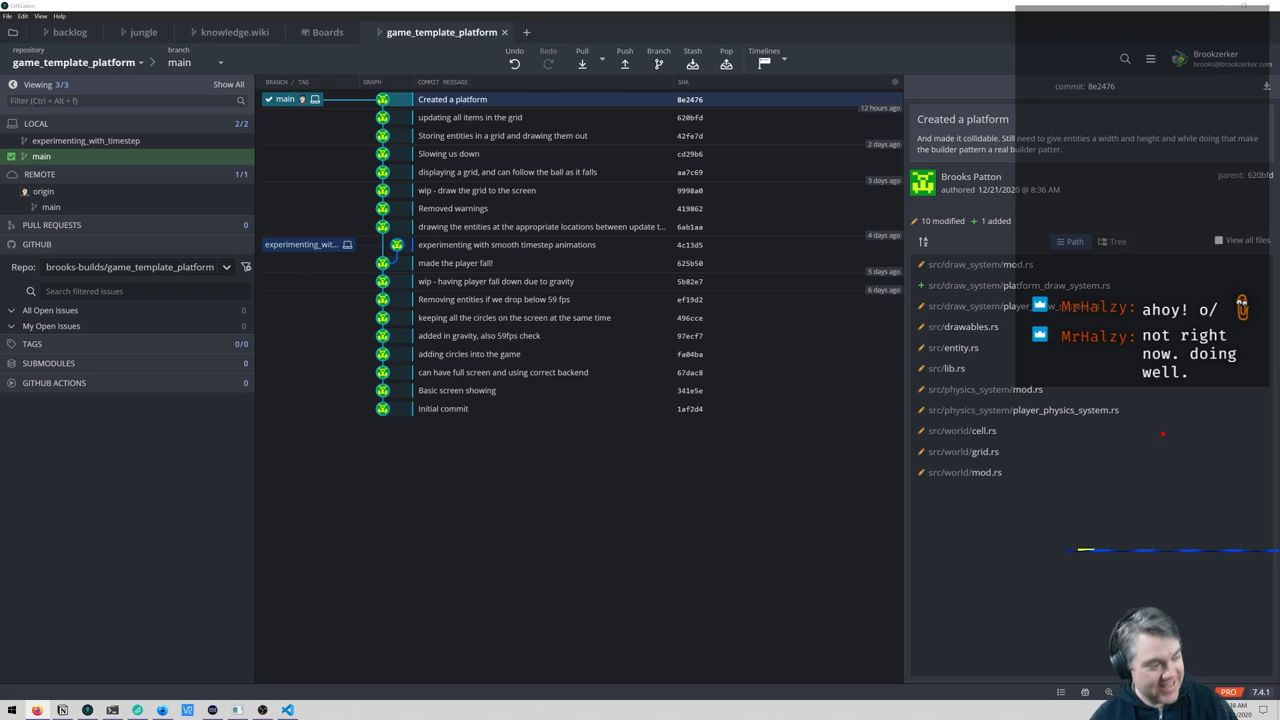 GitKraken
File Edit View Help
backlog
jungle
knowledge.wiki
Boards
game_template_platform
repository
game_template_platform
branch
main
Undo
Redo
Pull
Push
Branch
Stash
Pop
Timelines
Brookzerker
brooks@brookzerker.com
Viewing 3/3
Show All
Filter (Ctrl + Alt + f)
LOCAL 2/2
experimenting_with_timestep
main
REMOTE 1/1
origin
main
PULL REQUESTS 0
GITHUB 0
Repo: brooks-builds/game_template_platform
Search filtered issues
All Open Issues 0
My Open Issues 0
TAGS 0/0
SUBMODULES 0
GITHUB ACTIONS 0
BRANCH / TAG GRAPH COMMIT MESSAGE SHA
main Created a platform 8e2476
12 hours ago
updating all items in the grid 620bfd
Storing entities in a grid and drawing them out 42fe7d
2 days ago
Slowing us down cd29b6
displaying a grid, and can follow the ball as it falls aa7c69
3 days ago
wip - draw the grid to the screen 9998a0
Removed warnings 419862
drawing the entities at the appropriate locations between update t... 6ab1aa
4 days ago
experimenting_wit... experimenting with smooth timestep animations 4c13d5
made the player fall! 625b50
5 days ago
wip - having player fall down due to gravity 5b82e7
6 days ago
Removing entities if we drop below 59 fps ef19d2
keeping all the circles on the screen at the same time 496cce
added in gravity, also 59fps check 97ecf7
adding circles into the game fa04ba
can have full screen and using correct backend 67dac8
Basic screen showing 341e5e
Initial commit 1af2d4
commit: 8e2476
Created a platform
And made it collidable. Still need to give entities a width and height and while doing that make
the builder pattern a real builder patter.
Brooks Patton
authored 12/21/2020 @ 8:36 AM
parent: 620bfd
10 modified + 1 added
Path
Tree
View all files
src/draw_system/mod.rs
src/draw_system/platform_draw_system.rs
src/draw_system/player
src/drawables.rs
src/entity.rs
src/lib.rs
src/physics_system/mod.rs
src/physics_system/player_physics_system.rs
src/world/cell.rs
src/world/grid.rs
src/world/mod.rs
MrHalzy: ahoy! o/
MrHalzy: not right
now. doing
well.
PRO 7.4.1